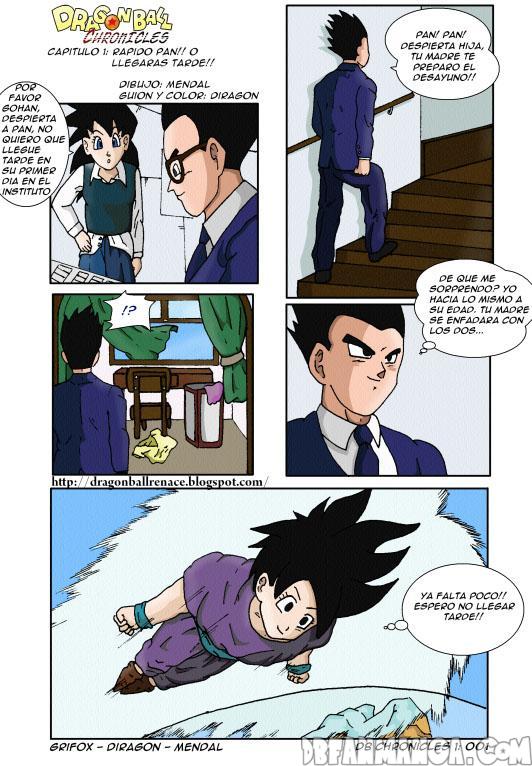 DRAGON BALL
CHRONICLES
CAPITULO 1: RAPIDO PAN!! O
LLEGARAS TARDE!!
DIBUJO: MENDAL
GUION Y COLOR: DIRAGON
POR
FAVOR
GOHAN,
DESPIERTA
A PAN, NO
QUIERO QUE
LLEGUE
TARDE EN
SU PRIMER
DIA EN EL
INSTITUTO
PAN! PAN!
DESPIERTA HIJA,
TU MADRE TE
PREPARO EL
DESAYUNO!!
!?
DE QUE ME
SORPRENDO? YO
HACIA LO MISMO A
SU EDAD. TU MADRE
SE ENFADARA CON
LOS DOS...
http://dragonballrenace.blogspot.com/
YA FALTA POCO!!
ESPERO NO LLEGAR
TARDE!!
GRIFOX - DIRAGON - MENDAL
DB CHRONICLES 1: 001
DBFANMANGA.COM